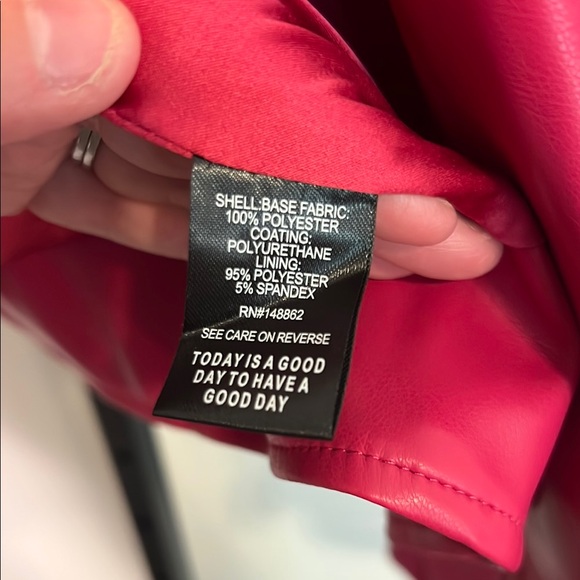 SHELL:BASE FABRIC:
100% POLYESTER
COATING:
POLYURETHANE
LINING:
95% POLYESTER
5% SPANDEX
RN#148862
SEE CARE ON REVERSE
TODAY IS A GOOD
DAY TO HAVE A
GOOD DAY